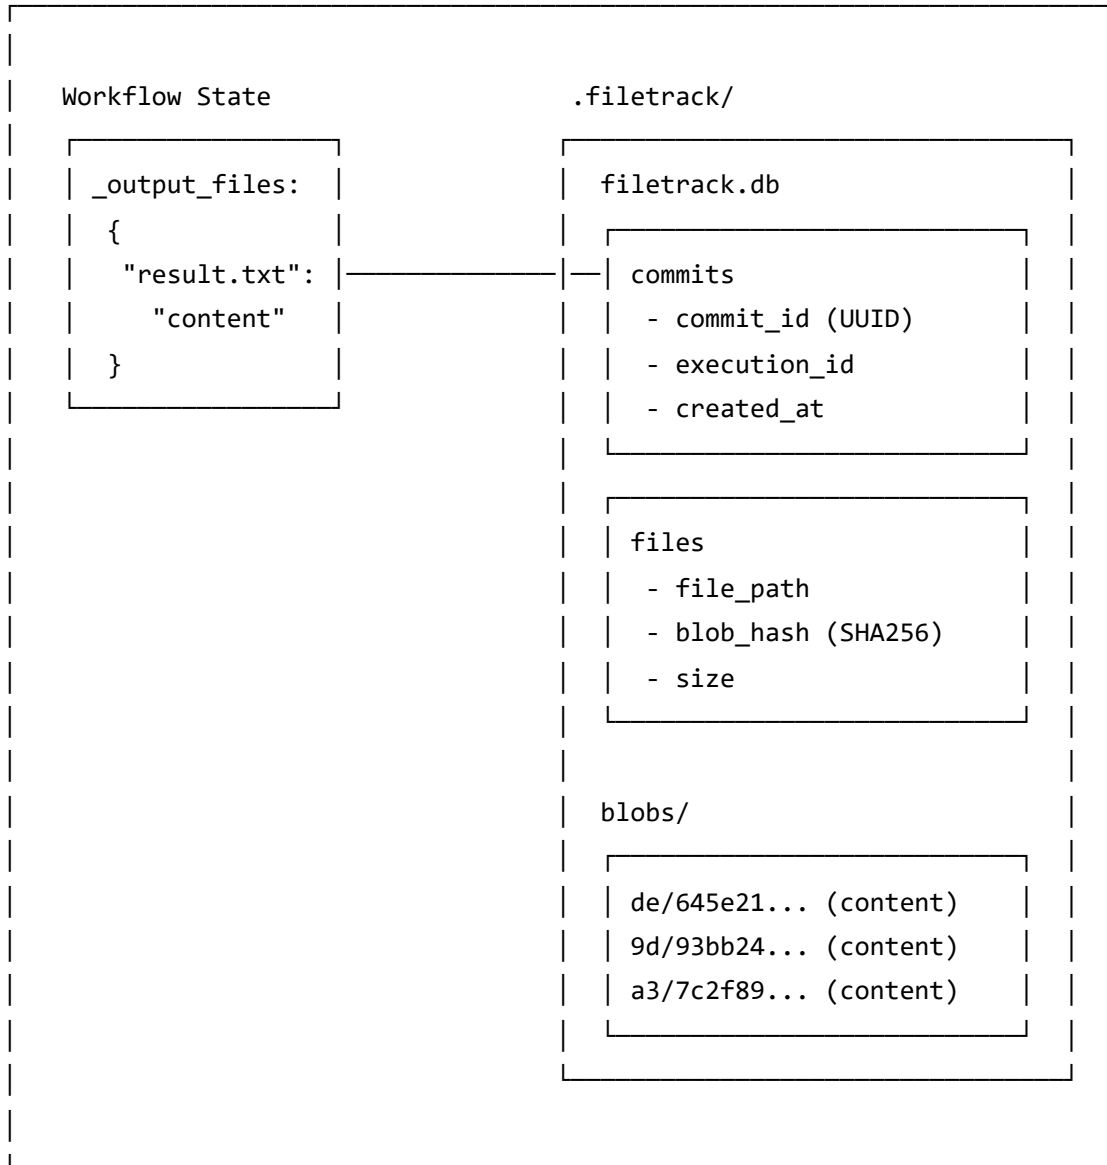 Workflow State .filetrack/
_output_files: filetrack.db
{
"result.txt": commits
"content" - commit_id (UUID)
} - execution_id
- created_at
files
- file_path
- blob_hash (SHA256)
- size
blobs/
de/645e21... (content)
9d/93bb24... (content)
a3/7c2f89... (content)